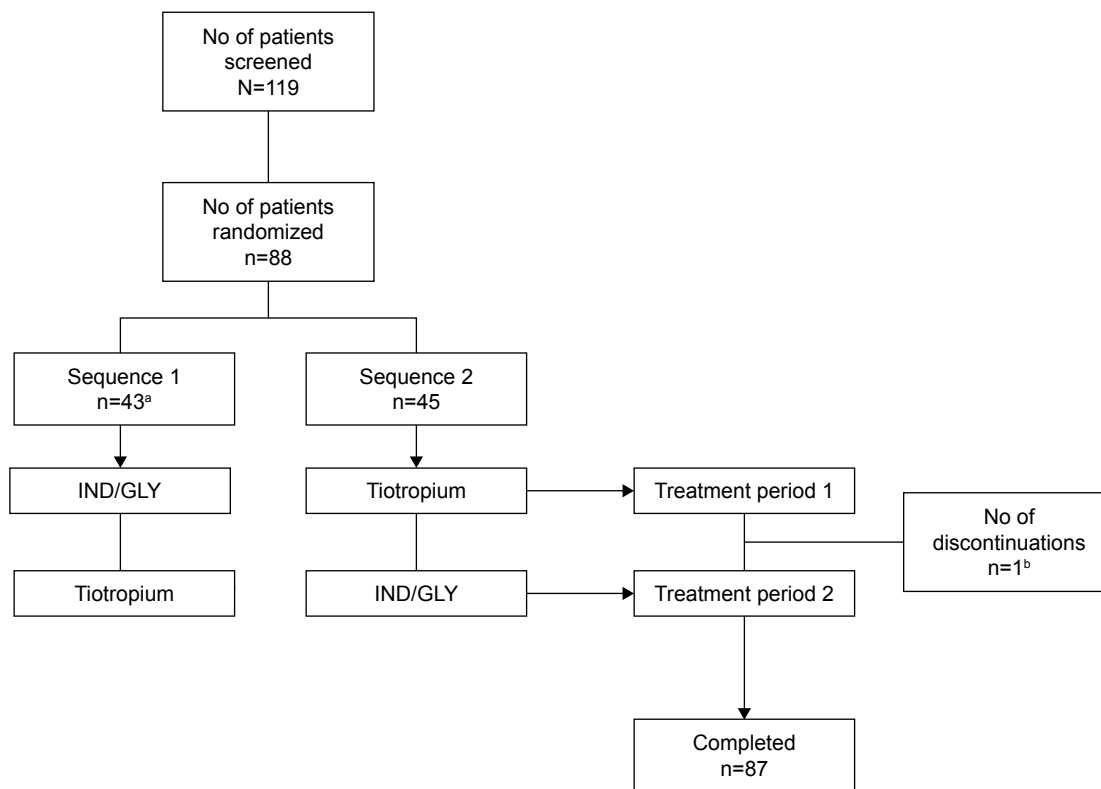 No of patients
screened
N=119
No of patients
randomized
n=88
Sequence 1
n=43ᵃ
Sequence 2
n=45
IND/GLY
Tiotropium
Treatment period 1
No of
discontinuations
n=1ᵇ
Tiotropium
IND/GLY
Treatment period 2
Completed
n=87